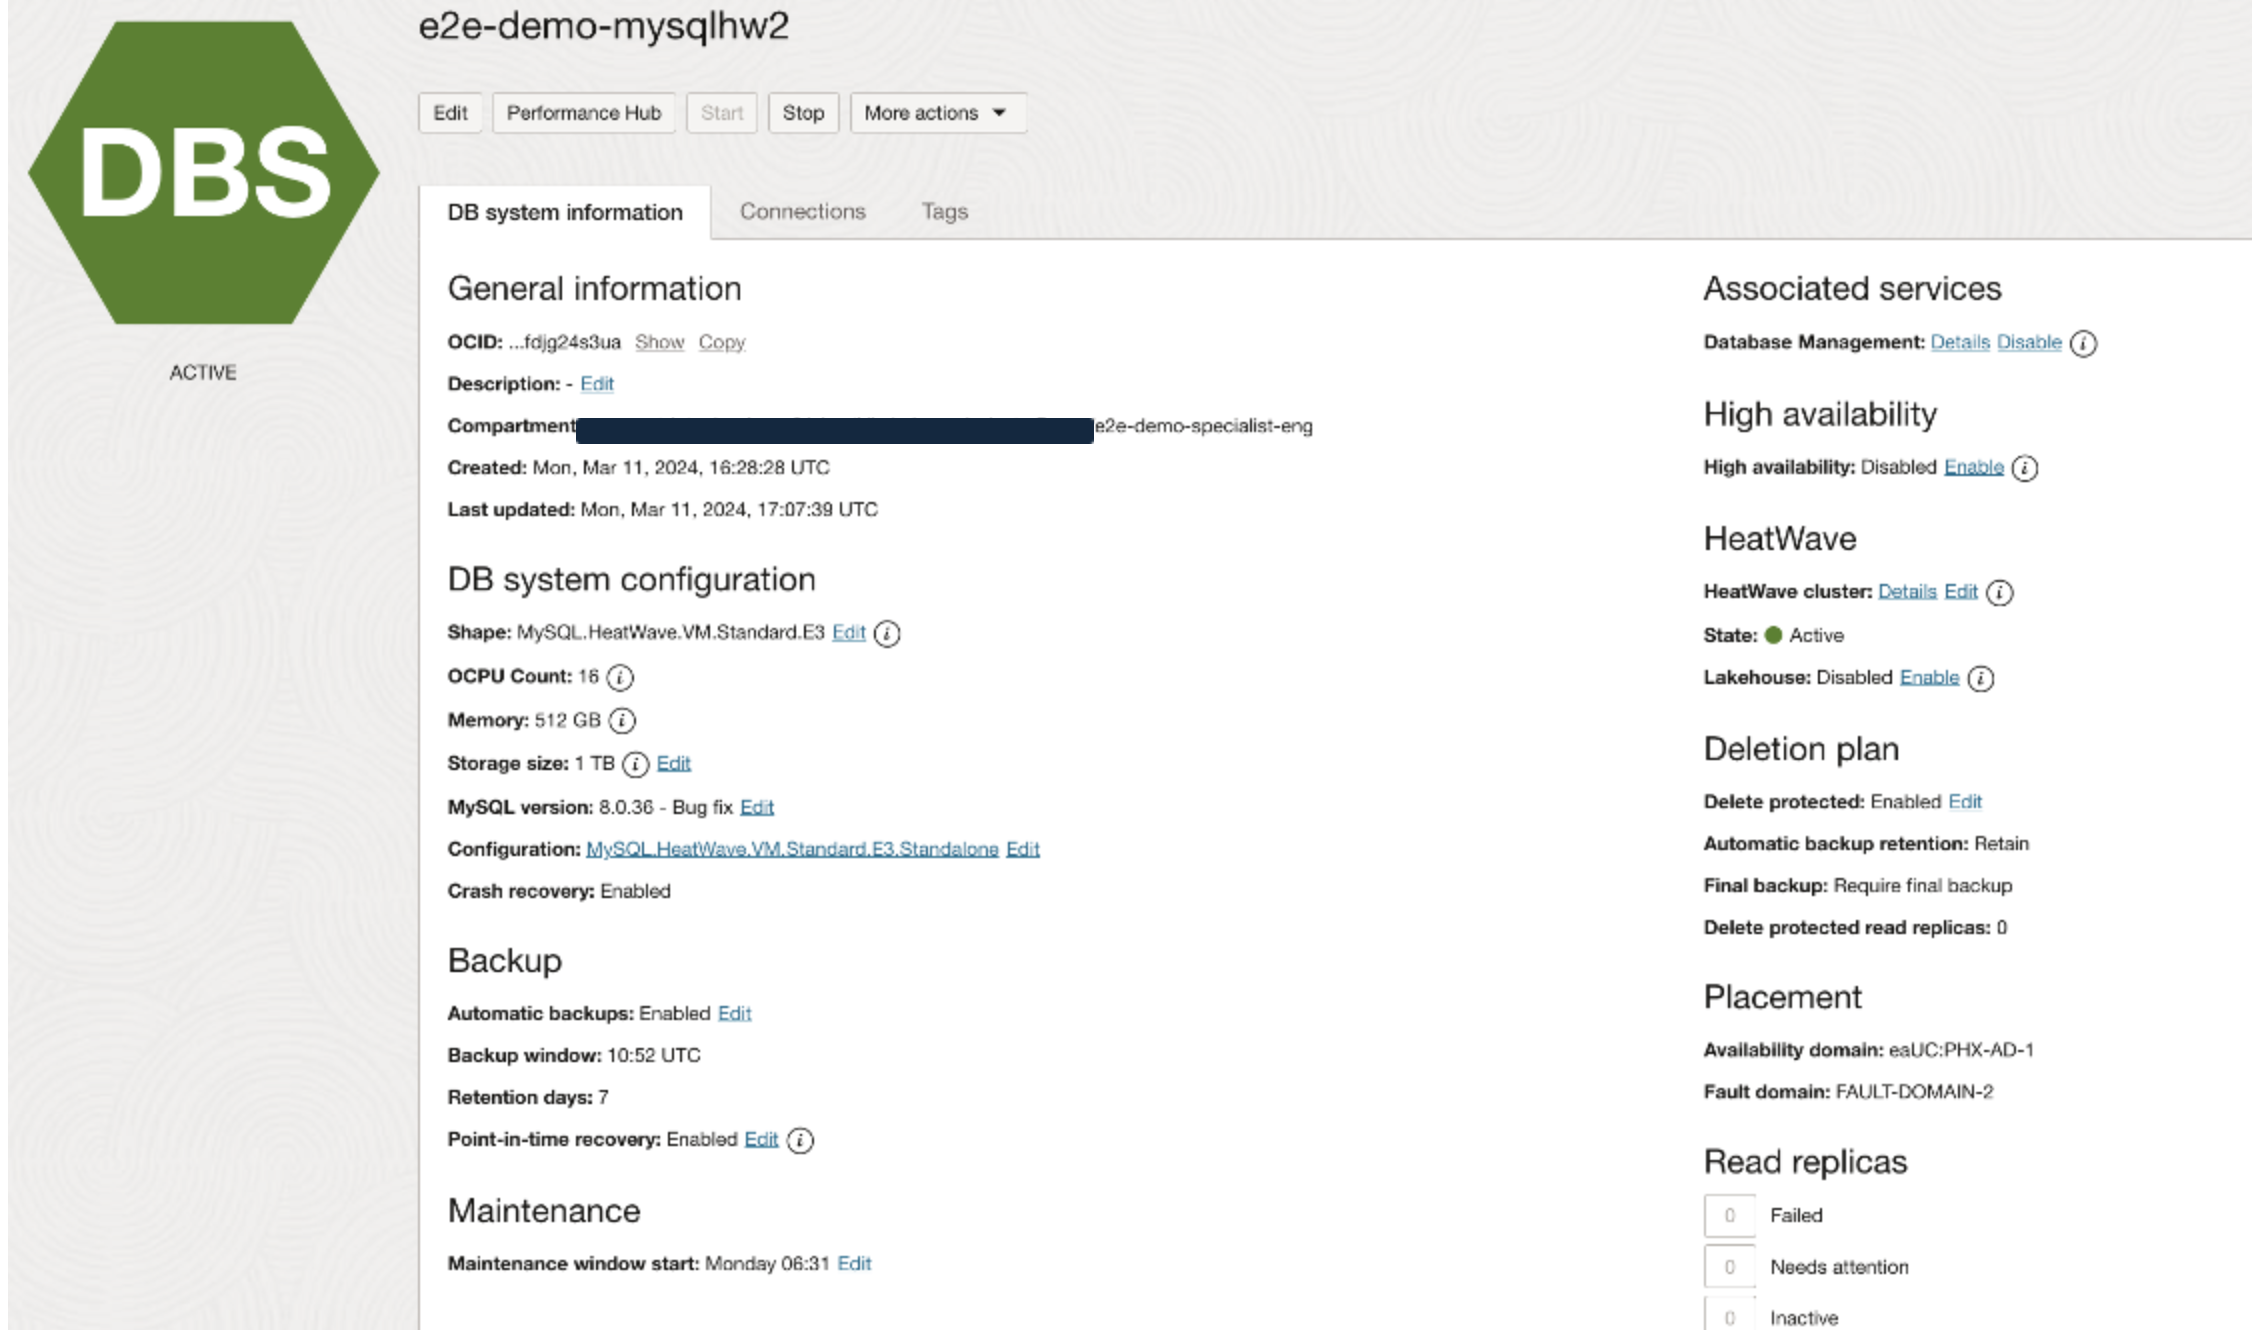 e2e-demo-mysqlhw2
Edit
Performance Hub
Start
Stop
More actions
DBS
ACTIVE
DB system information
Connections
Tags
General information
OCID: ...fdjg24s3ua Show Copy
Description: - Edit
Compartment e2e-demo-specialist-eng
Created: Mon, Mar 11, 2024, 16:28:28 UTC
Last updated: Mon, Mar 11, 2024, 17:07:39 UTC
DB system configuration
Shape: MySQL.HeatWave.VM.Standard.E3 Edit i
OCPU Count: 16 i
Memory: 512 GB i
Storage size: 1 TB i Edit
MySQL version: 8.0.36 - Bug fix Edit
Configuration: MySQL.HeatWave.VM.Standard.E3.Standalone Edit
Crash recovery: Enabled
Backup
Automatic backups: Enabled Edit
Backup window: 10:52 UTC
Retention days: 7
Point-in-time recovery: Enabled Edit i
Maintenance
Maintenance window start: Monday 06:31 Edit
Associated services
Database Management: Details Disable i
High availability
High availability: Disabled Enable i
HeatWave
HeatWave cluster: Details Edit i
State: Active
Lakehouse: Disabled Enable i
Deletion plan
Delete protected: Enabled Edit
Automatic backup retention: Retain
Final backup: Require final backup
Delete protected read replicas: 0
Placement
Availability domain: eaUC:PHX-AD-1
Fault domain: FAULT-DOMAIN-2
Read replicas
0 Failed
0 Needs attention
0 Inactive